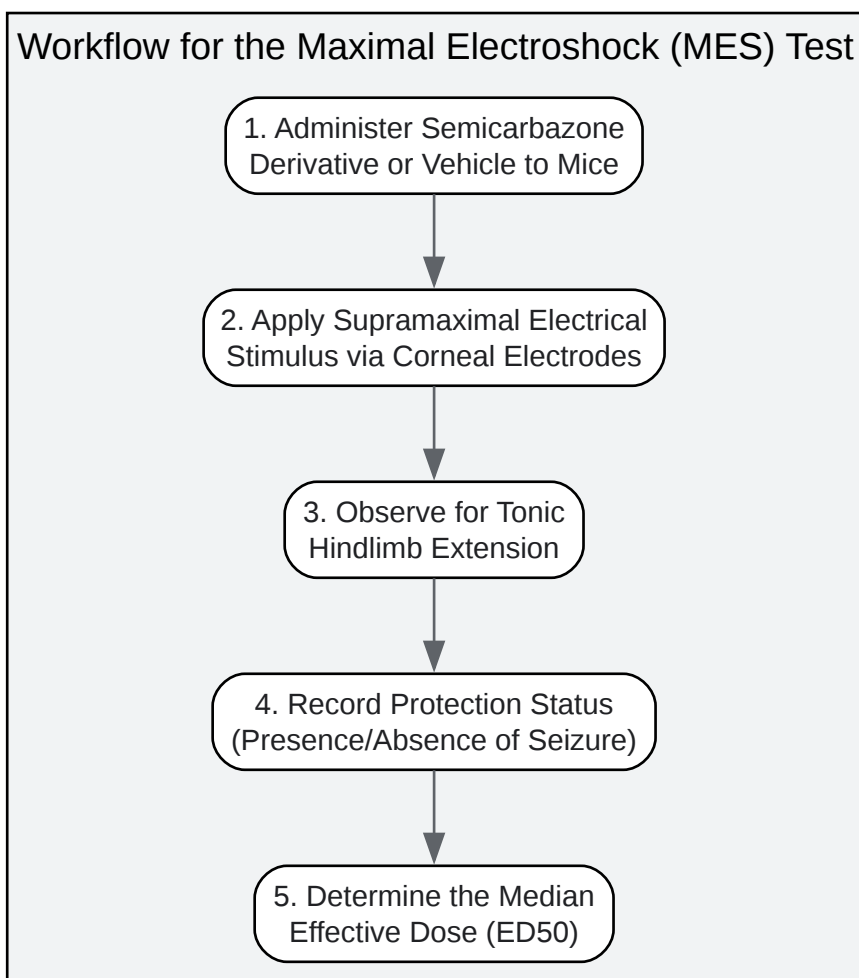 Workflow for the Maximal Electroshock (MES) Test
1. Administer Semicarbazone
Derivative or Vehicle to Mice
2. Apply Supramaximal Electrical
Stimulus via Corneal Electrodes
3. Observe for Tonic
Hindlimb Extension
4. Record Protection Status
(Presence/Absence of Seizure)
5. Determine the Median
Effective Dose (ED50)